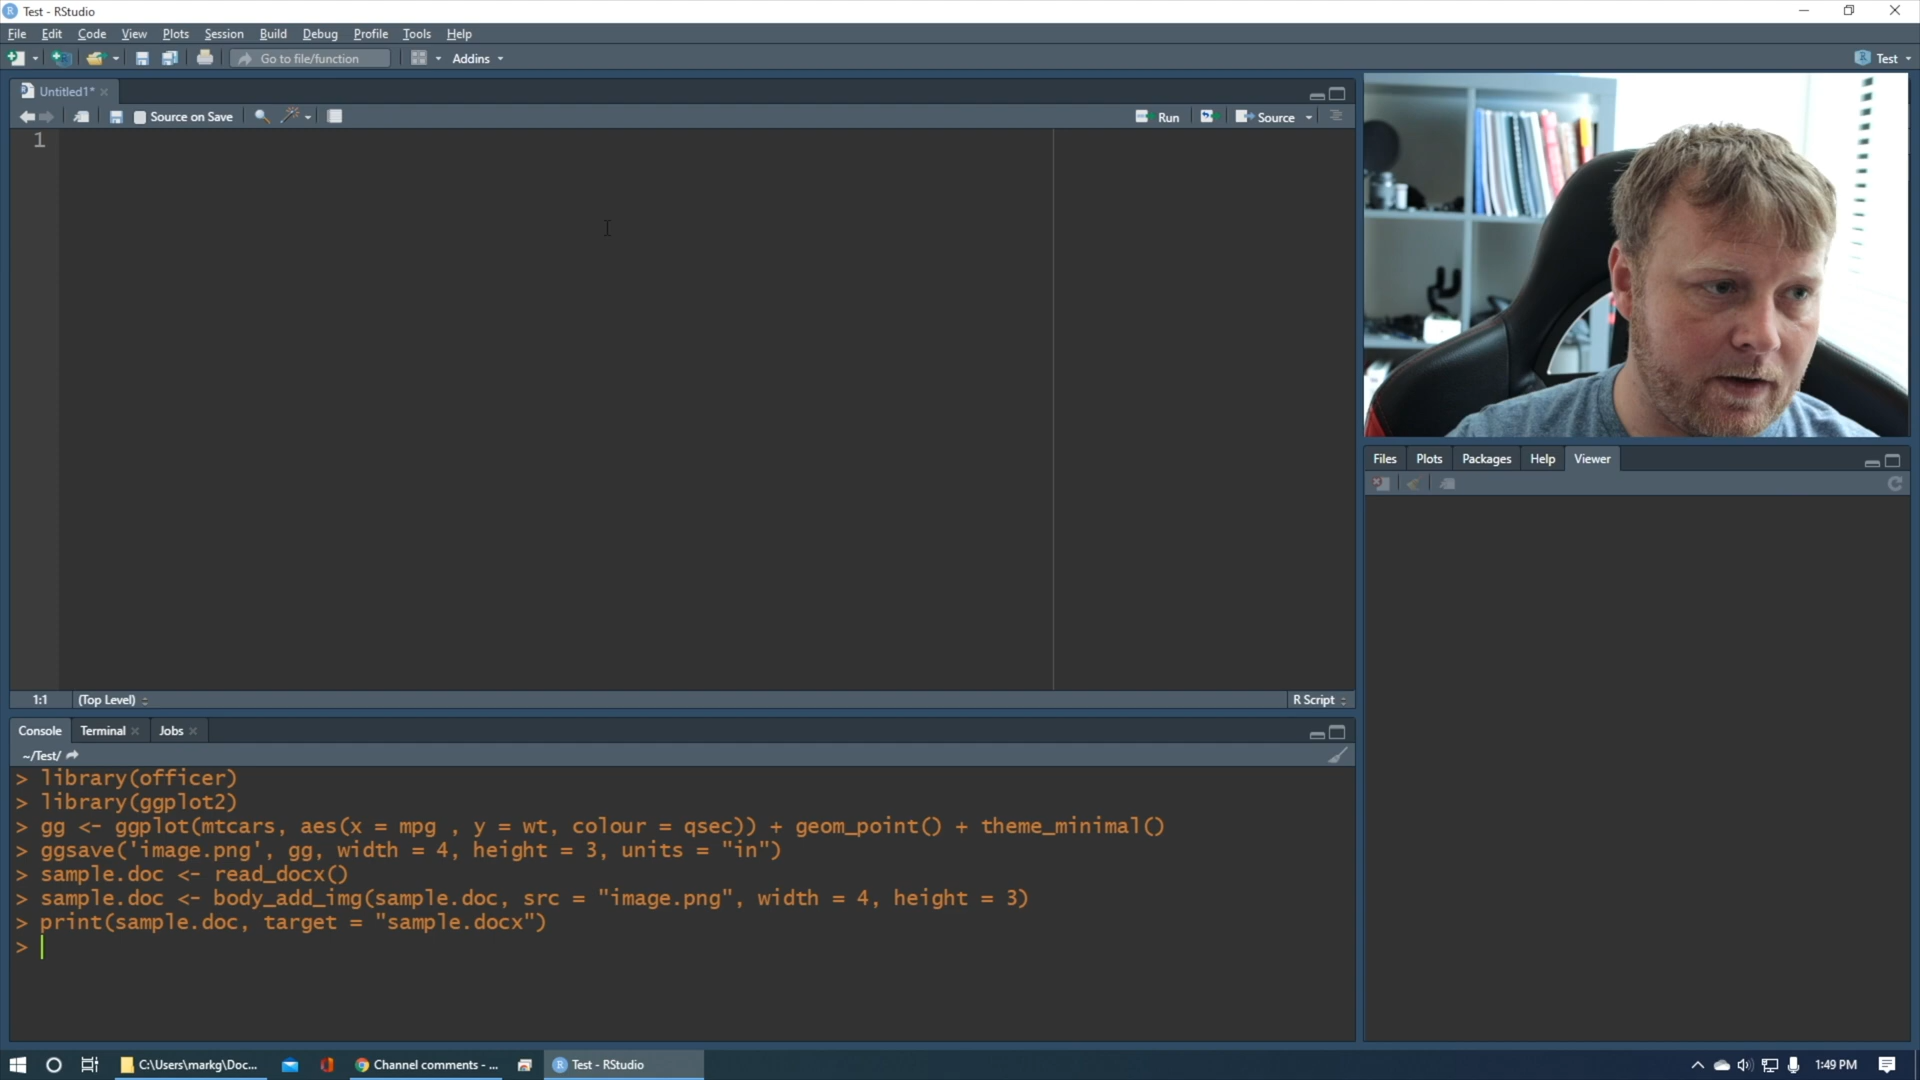 Test - RStudio
File Edit Code View Plots Session Build Debug Profile Tools Help
Go to file/function Addins Test
Untitled1*
Source on Save Run Source
1
1:1 (Top Level) R Script
Files Plots Packages Help Viewer
Console Terminal Jobs
~/Test/
> library(officer)
> library(ggplot2)
> gg <- ggplot(mtcars, aes(x = mpg , y = wt, colour = qsec)) + geom_point() + theme_minimal()
> ggsave('image.png', gg, width = 4, height = 3, units = "in")
> sample.doc <- read_docx()
> sample.doc <- body_add_img(sample.doc, src = "image.png", width = 4, height = 3)
> print(sample.doc, target = "sample.docx")
>
C:\Users\markg\Doc... Channel comments - ... Test - RStudio 1:49 PM